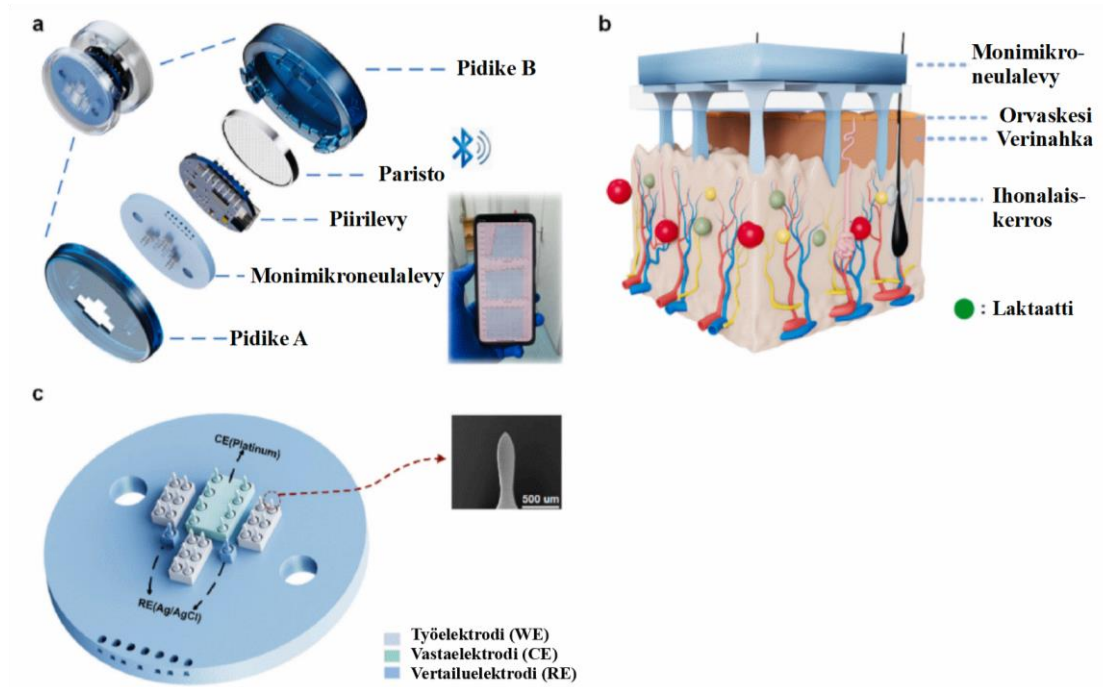 a
Pidike B
Paristo
Piirilevy
Monimikroneulalevy
Pidike A
b
Monimikro-
neulalevy
Orvaskesi
Verinahka
Ihonalais-
kerros
: Laktaatti
c
CE(Platinum)
RE(Ag/AgCl)
500 um
Työelektrodi (WE)
Vastaelektrodi (CE)
Vertailuelektrodi (RE)